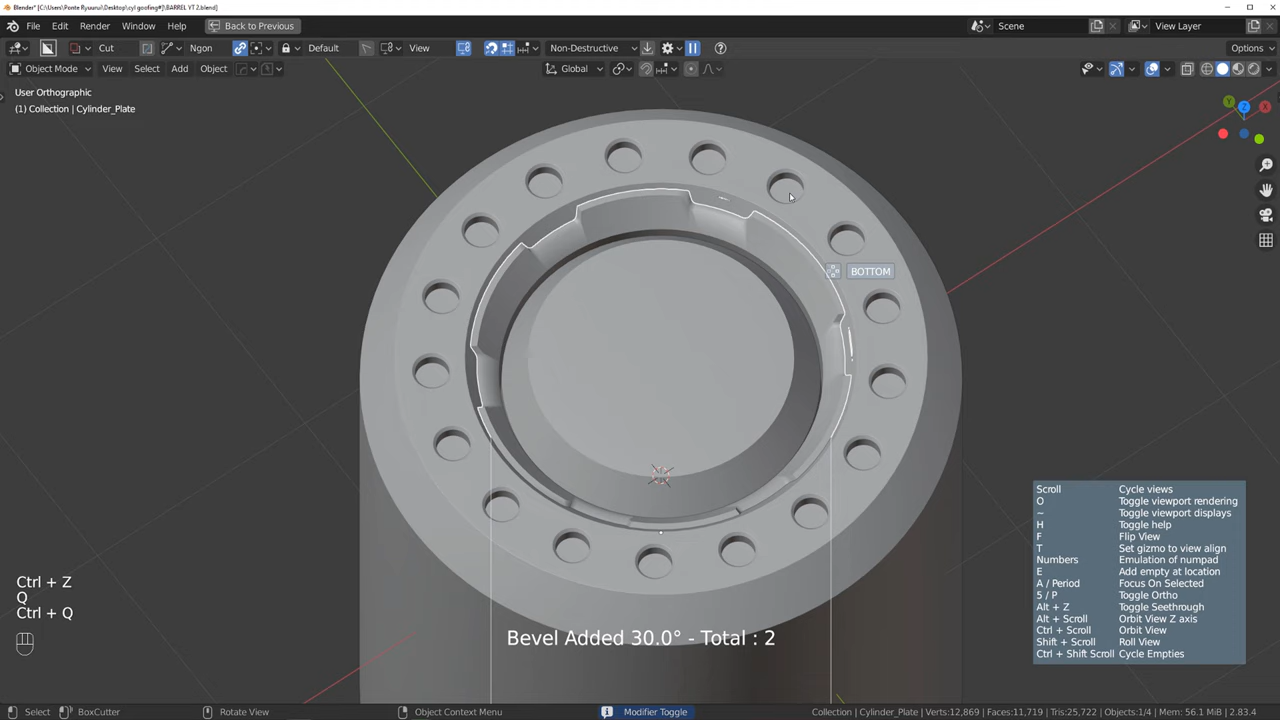 Blender* [C:\Users\Ponte Ryuurui\Desktop\cyl goofing#\BARREL YT 2.blend]
File Edit Render Window Help Back to Previous Scene View Layer
Cut Ngon Default View Non-Destructive Options
Object Mode View Select Add Object Global
User Orthographic
(1) Collection | Cylinder_Plate
Y Z X
BOTTOM
Scroll Cycle views
O Toggle viewport rendering
~ Toggle viewport displays
H Toggle help
F Flip View
T Set gizmo to view align
Numbers Emulation of numpad
E Add empty at location
A / Period Focus On Selected
5 / P Toggle Ortho
Alt + Z Toggle Seethrough
Alt + Scroll Orbit View Z axis
Ctrl + Scroll Orbit View
Shift + Scroll Roll View
Ctrl + Shift Scroll Cycle Empties
Ctrl + Z
Q
Ctrl + Q
Bevel Added 30.0° - Total : 2
Select BoxCutter Rotate View Object Context Menu Modifier Toggle Collection | Cylinder_Plate | Verts:12,869 | Faces:11,719 | Tris:25,722 | Objects:1/4 | Mem: 56.1 MiB | 2.83.4